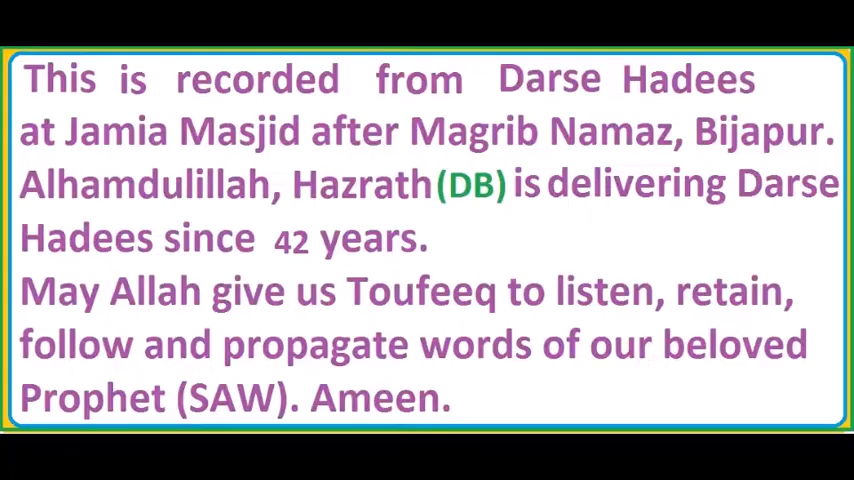 This is recorded from Darse Hadees
at Jamia Masjid after Magrib Namaz, Bijapur.
Alhamdulillah, Hazrath(DB) is delivering Darse
Hadees since 42 years.
May Allah give us Toufeeq to listen, retain,
follow and propagate words of our beloved
Prophet (SAW). Ameen.